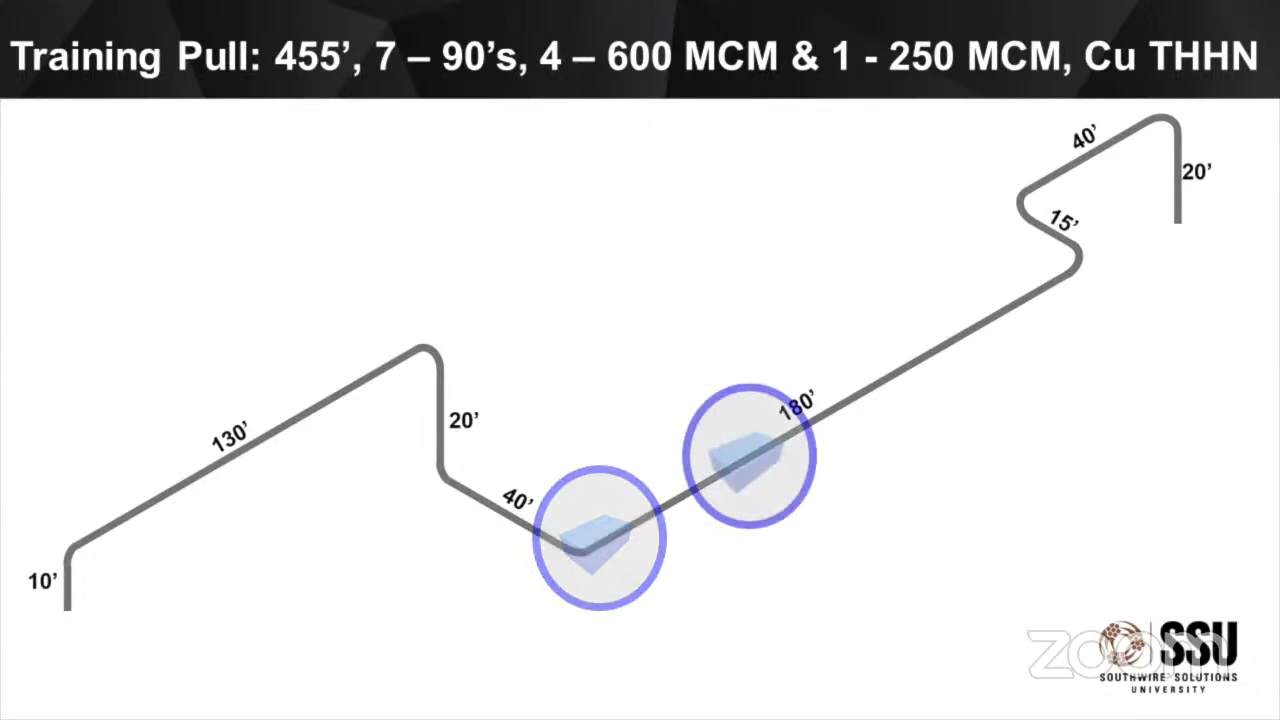 Training Pull: 455’, 7 – 90’s, 4 – 600 MCM & 1 - 250 MCM, Cu THHN
40’
20’
15’
180’
130’
20’
40’
10’
zoom
SSU
SOUTHWIRE SOLUTIONS
UNIVERSITY